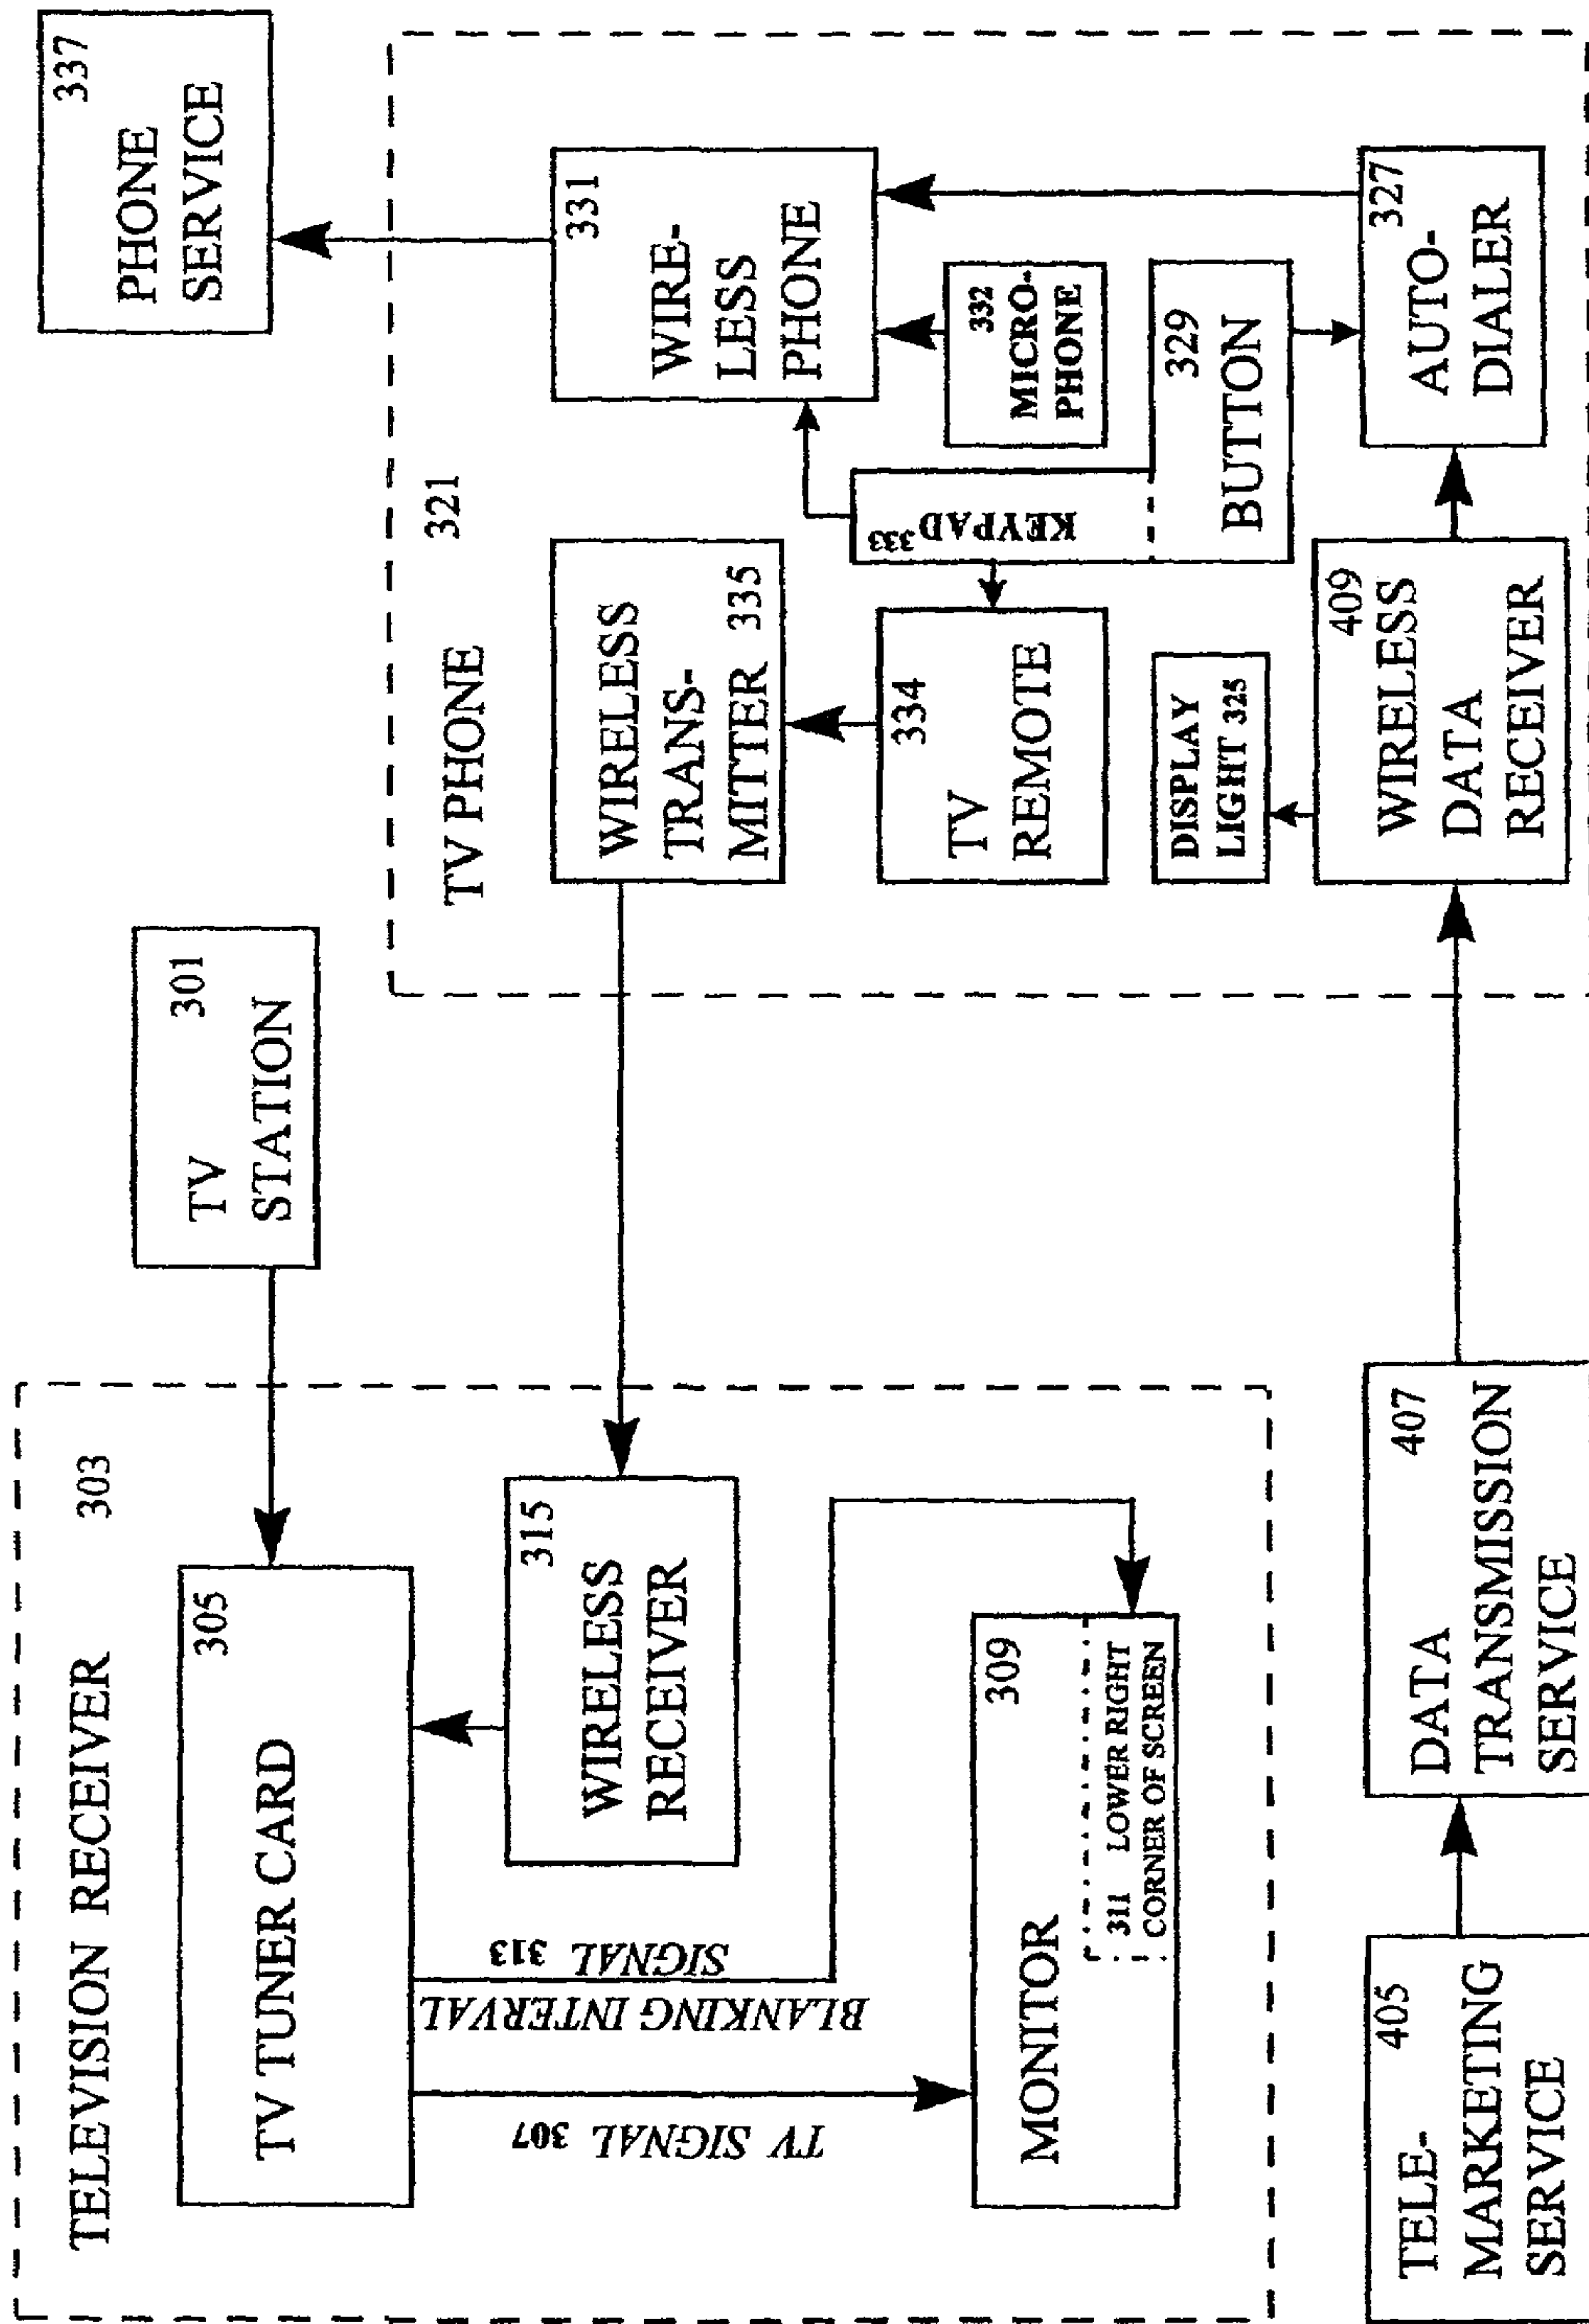 TELEVISION RECEIVER 303
TV TUNER CARD
305
WIRELESS
RECEIVER
315
TV SIGNAL 307
BLANKING INTERVAL
SIGNAL 313
MONITOR
309
311 LOWER RIGHT
CORNER OF SCREEN
TV
STATION
301
TELE-
MARKETING
SERVICE
405
DATA
TRANSMISSION
SERVICE
407
TV PHONE
321
WIRELESS
TRANS-
MITTER 335
334
TV
REMOTE
DISPLAY
LIGHT 325
409
WIRELESS
DATA
RECEIVER
KEYPAD 333
329
BUTTON
332
MICRO-
PHONE
331
WIRE-
LESS
PHONE
327
AUTO-
DIALER
337
PHONE
SERVICE